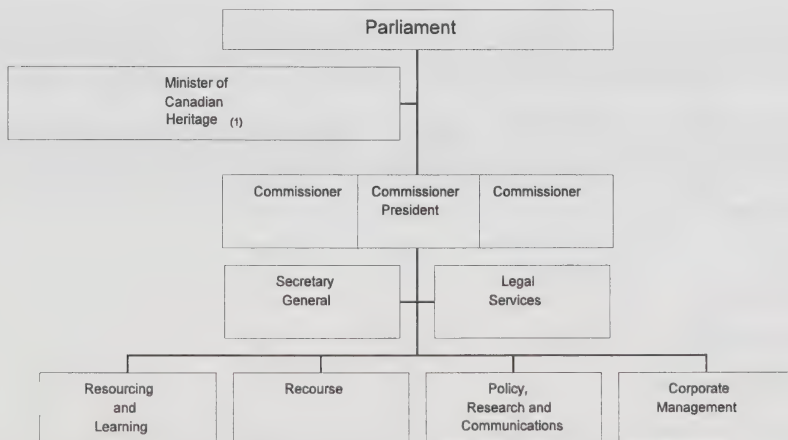 Parliament
Minister of
Canadian
Heritage (1)
Commissioner
Commissioner
President
Commissioner
Secretary
General
Legal
Services
Resourcing
and
Learning
Recourse
Policy,
Research and
Communications
Corporate
Management